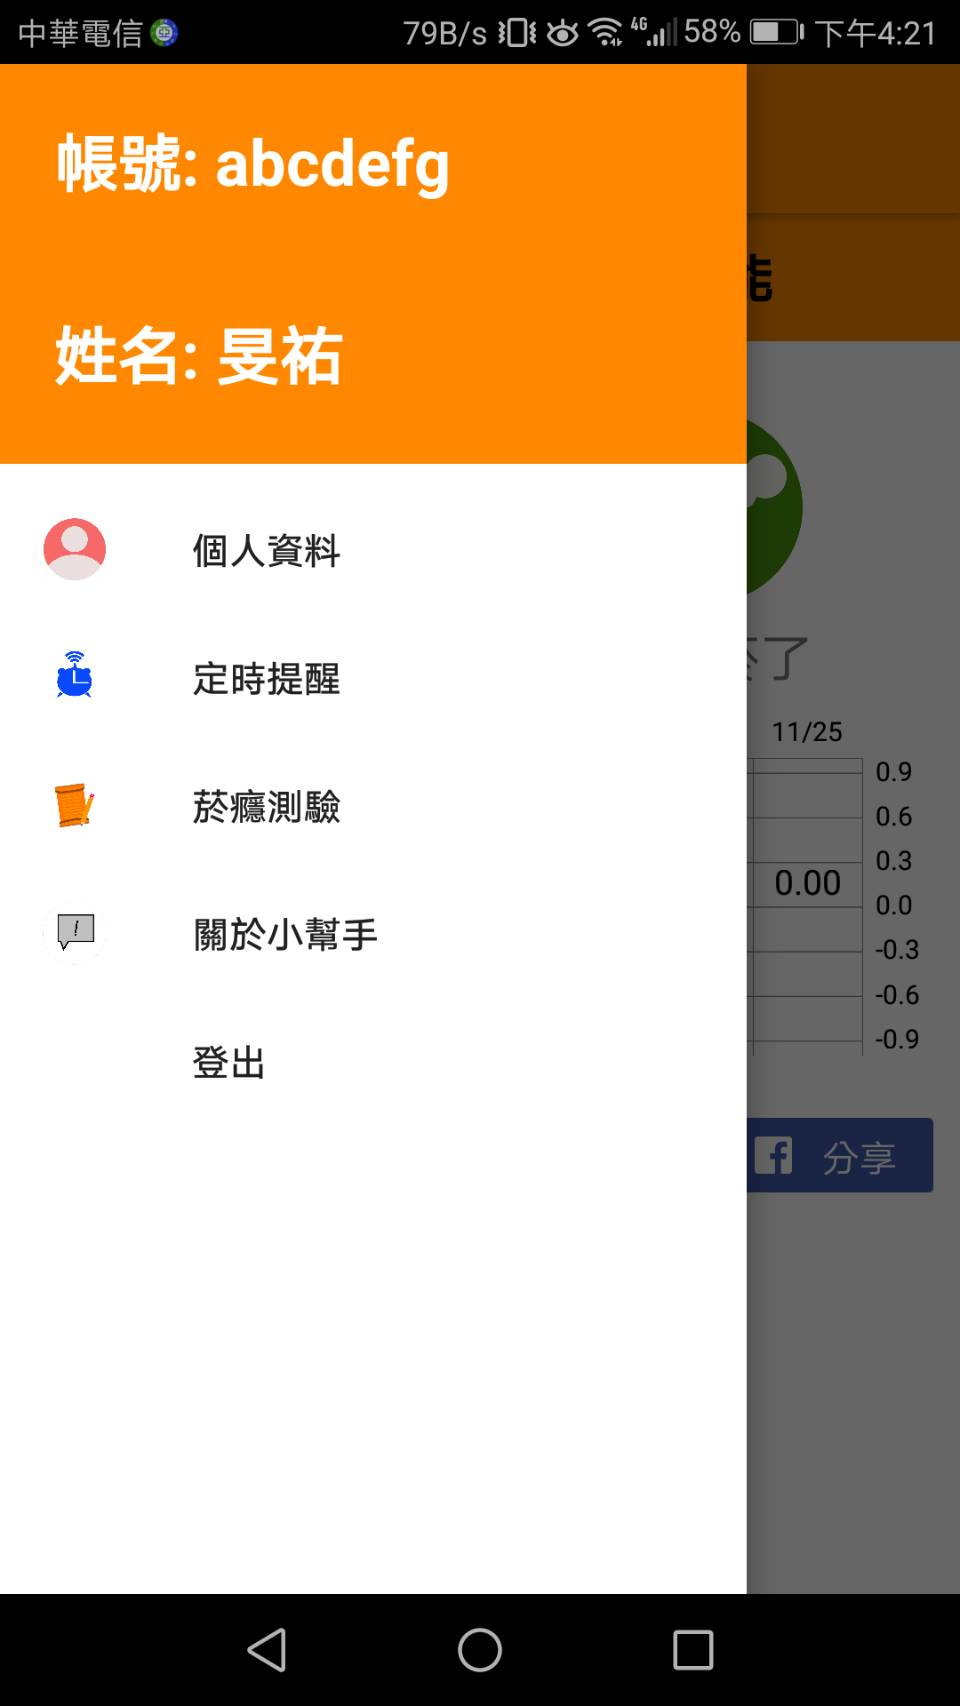 中華電信 79B/s 4G 58% 下午4:21
帳號: abcdefg
姓名: 旻祐
個人資料
定時提醒
菸癮測驗
關於小幫手
登出
了
11/25
0.9
0.6
0.3
0.00
0.0
-0.3
-0.6
-0.9
分享